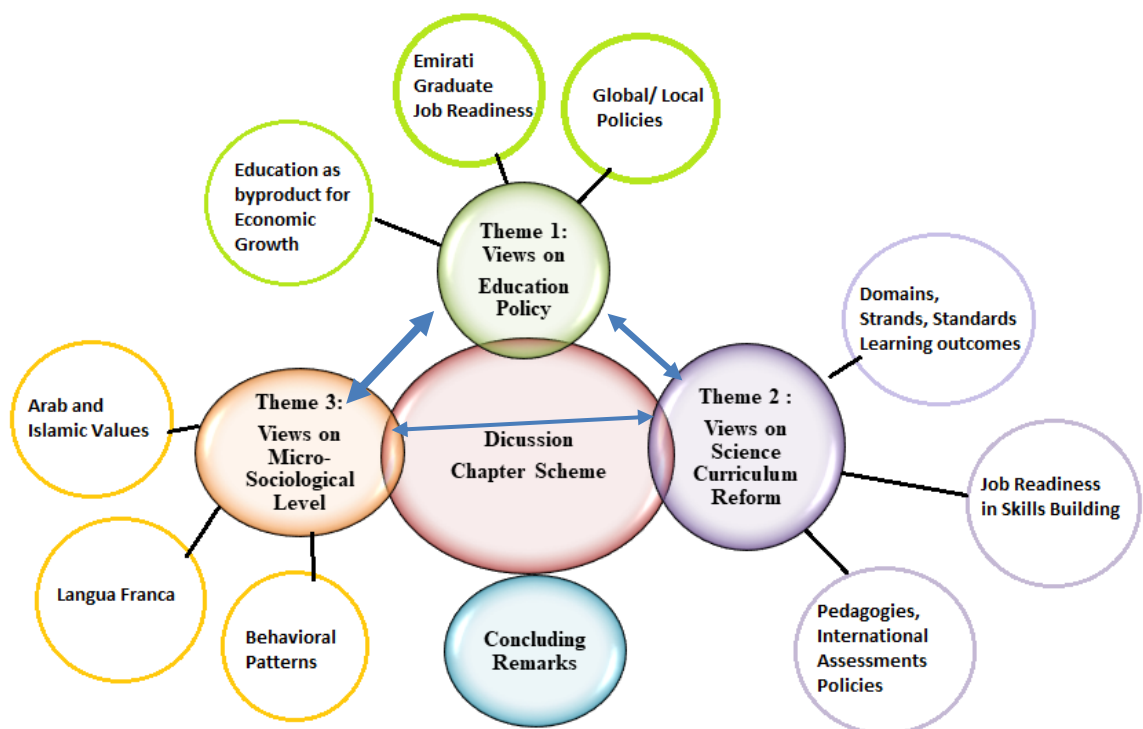 Emirati
Graduate
Job Readiness
Global/ Local
Policies
Education as
byproduct for
Economic
Growth
Theme 1:
Views on
Education
Policy
Domains,
Strands, Standards
Learning outcomes
Theme 3:
Views on
Micro-
Sociological
Level
Dicussion
Chapter Scheme
Theme 2 :
Views on
Science
Curriculum
Reform
Arab and
Islamic Values
Job Readiness
in Skills Building
Langua Franca
Behavioral
Patterns
Concluding
Remarks
Pedagogies,
International
Assessments
Policies